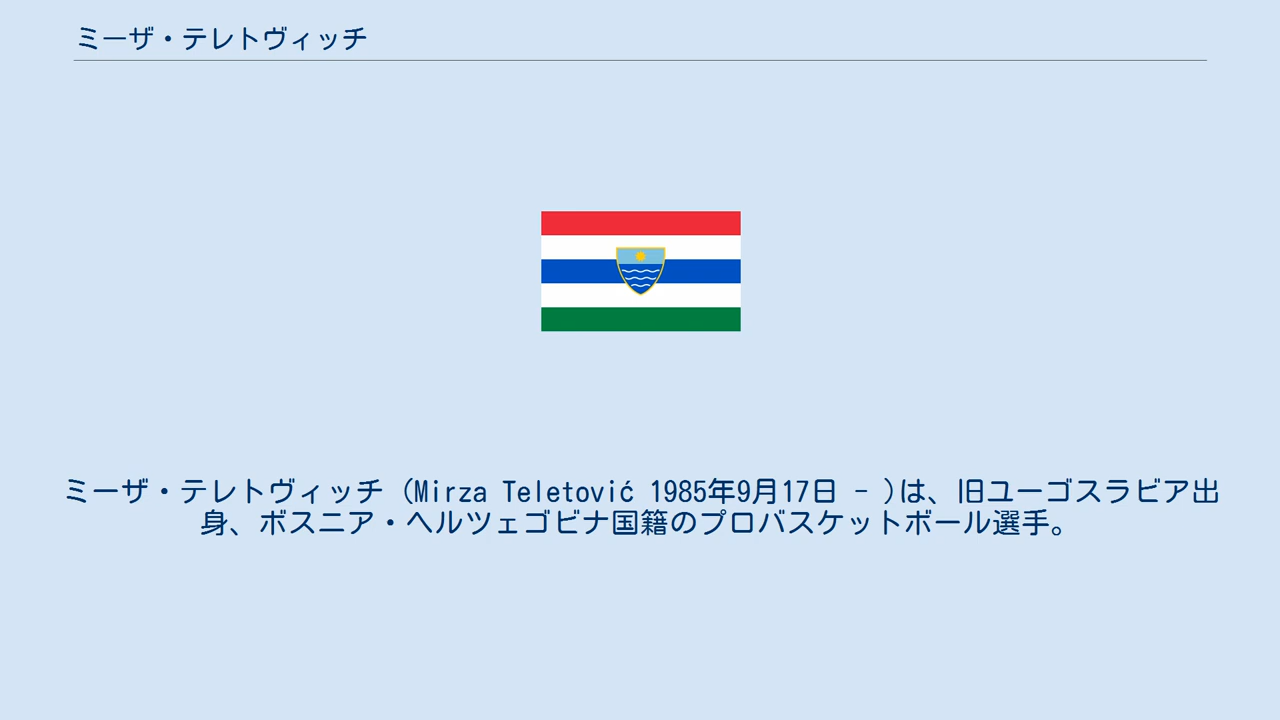 ミーザ・テレトヴィッチ
ミーザ・テレトヴィッチ (Mirza Teletović 1985年9月17日 - )は、旧ユーゴスラビア出
身、ボスニア・ヘルツェゴビナ国籍のプロバスケットボール選手。